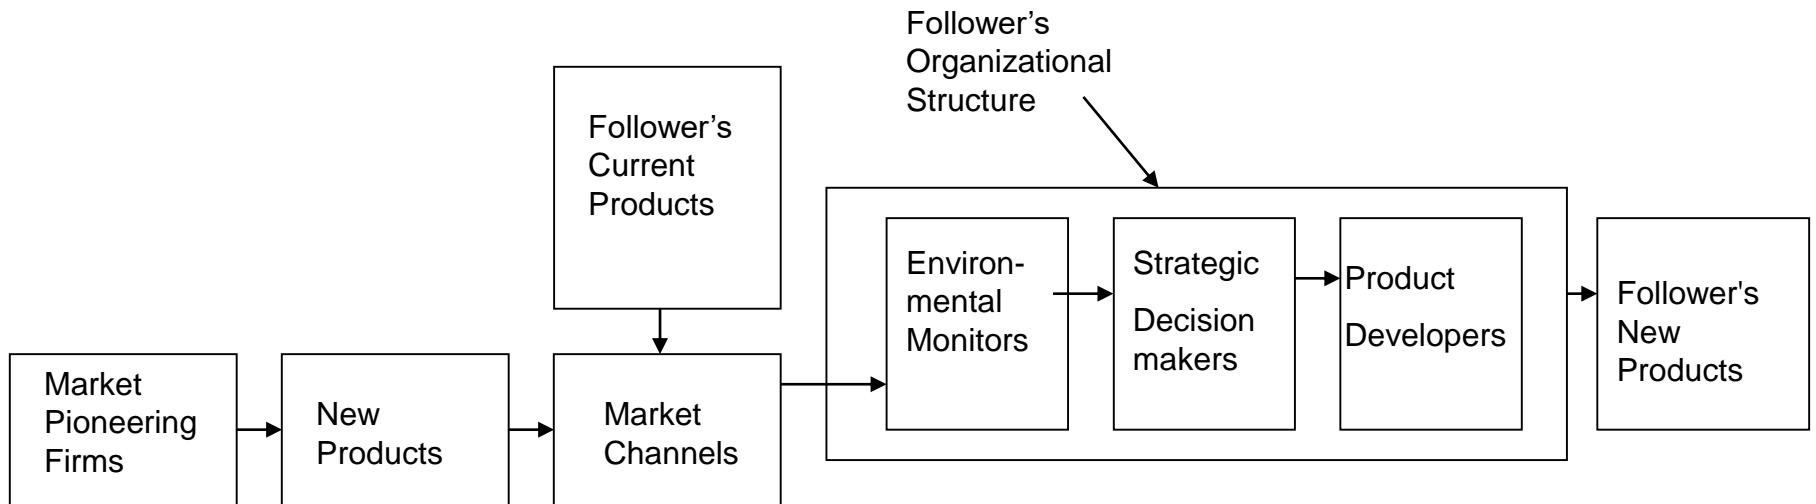 Follower’s
Organizational
Structure
Follower’s
Current
Products
Environ-
mental
Monitors
Strategic
Decision
makers
Product
Developers
Follower's
New
Products
Market
Pioneering
Firms
New
Products
Market
Channels